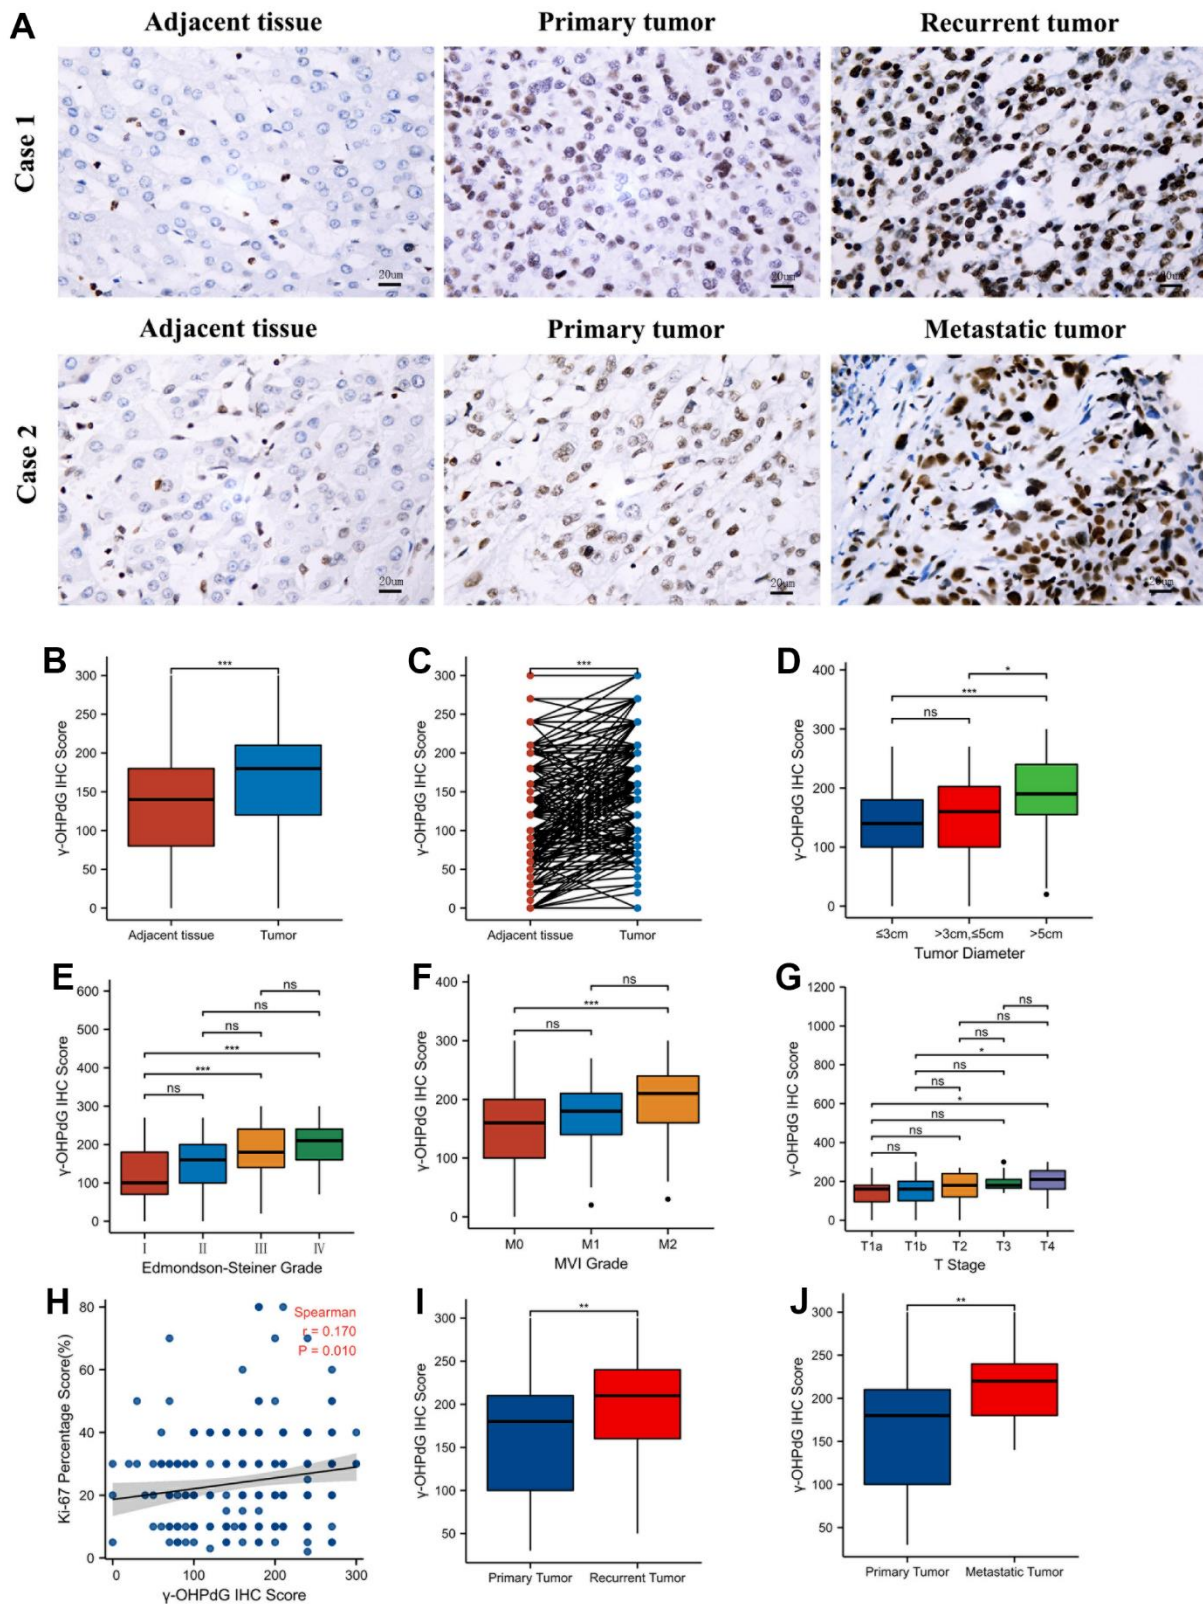 A
Adjacent tissue Primary tumor Recurrent tumor
Case 1
20um 20um 20um
Adjacent tissue Primary tumor Metastatic tumor
Case 2
20um 20um 20um
B
***
γ-OHPdG IHC Score
300
250
200
150
100
50
0
Adjacent tissue Tumor
C
***
γ-OHPdG IHC Score
300
250
200
150
100
50
0
Adjacent tissue Tumor
D
*
***
ns
γ-OHPdG IHC Score
400
300
200
100
0
≤3cm >3cm,≤5cm >5cm
Tumor Diameter
E
ns
ns
ns
***
***
ns
γ-OHPdG IHC Score
600
500
400
300
200
100
0
Ⅰ Ⅱ Ⅲ Ⅳ
Edmondson-Steiner Grade
F
ns
***
ns
γ-OHPdG IHC Score
400
300
200
100
0
M0 M1 M2
MVI Grade
G
ns
ns
ns
*
ns
ns
*
ns
ns
ns
γ-OHPdG IHC Score
1200
1000
800
600
400
200
0
T1a T1b T2 T3 T4
T Stage
H
Spearman
r = 0.170
P = 0.010
Ki-67 Percentage Score(%)
80
60
40
20
0
0 100 200 300
γ-OHPdG IHC Score
I
**
γ-OHPdG IHC Score
300
250
200
150
100
50
Primary Tumor Recurrent Tumor
J
**
γ-OHPdG IHC Score
300
250
200
150
100
50
Primary Tumor Metastatic Tumor